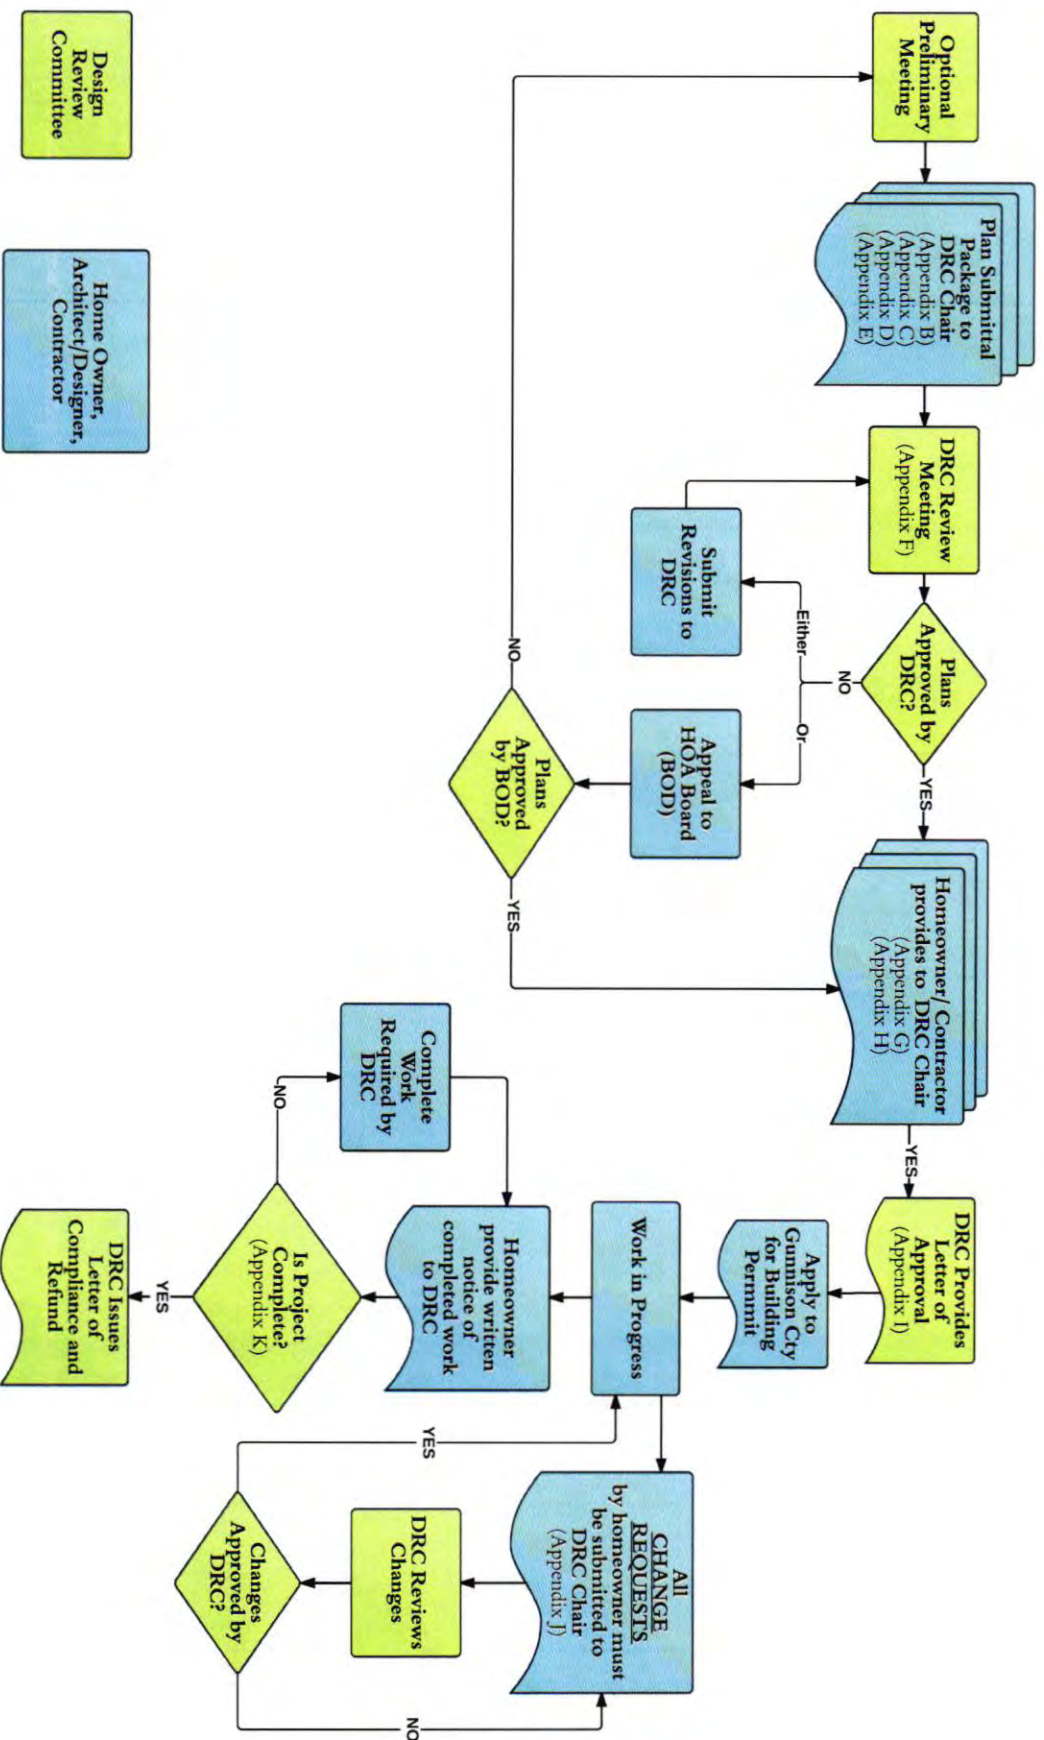 Optional
Preliminary
Meeting
Plan Submittal
Package to
DRC Chair
(Appendix B)
(Appendix C)
(Appendix D)
(Appendix E)
DRC Review
Meeting
(Appendix F)
Plans
Approved by
DRC?
YES
NO
Either
Or
Submit
Revisions to
DRC
Appeal to
HOA Board
(BOD)
Plans
Approved
by BOD?
NO
YES
Homeowner/ Contractor
provides to DRC Chair
(Appendix G)
(Appendix H)
YES
DRC Provides
Letter of
Approval
(Appendix I)
Apply to
Gunnison Cty
for Building
Permmit
Work in Progress
Homeowner
provide written
notice of
completed work
to DRC
Complete
Work
Required by
DRC
NO
Is Project
Complete?
(Appendix K)
YES
DRC Issues
Letter of
Compliance and
Refund
All
CHANGE
REQUESTS
by homeowner must
be submitted to
DRC Chair
(Appendix J)
DRC Reviews
Changes
Changes
Approved by
DRC?
YES
NO
Design
Review
Committee
Home Owner,
Architect/Designer,
Contractor